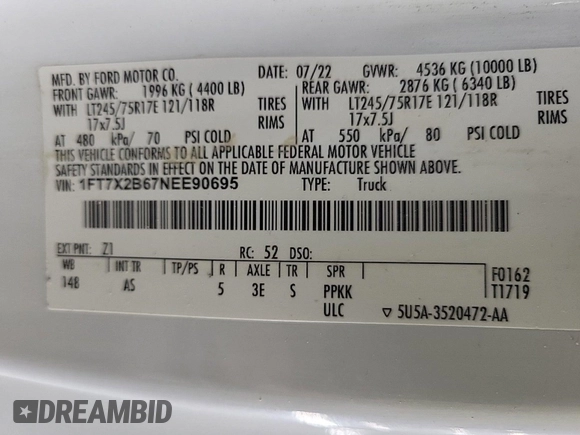 MFD. BY FORD MOTOR CO. DATE: 07/22 GVWR: 4536 KG (10000 LB)
FRONT GAWR: 1996 KG (4400 LB) REAR GAWR: 2876 KG (6340 LB)
WITH LT245/75R17E 121/118R TIRES WITH LT245/75R17E 121/118R TIRES
17x7.5J RIMS 17x7.5J RIMS
AT 480 kPa/ 70 PSI COLD AT 550 kPa/ 80 PSI COLD
THIS VEHICLE CONFORMS TO ALL APPLICABLE FEDERAL MOTOR VEHICLE
SAFETY STANDARDS IN EFFECT ON THE DATE OF MANUFACTURE SHOWN ABOVE.
VIN: 1FT7X2B67NEE90695 TYPE: Truck
EXT PNT: Z1 RC: 52 DSO:
WB INT TR TP/PS R AXLE TR SPR F0162
148 AS 5 3E S PPKK T1719
ULC ▽ 5U5A-3520472-AA
DREAMBID